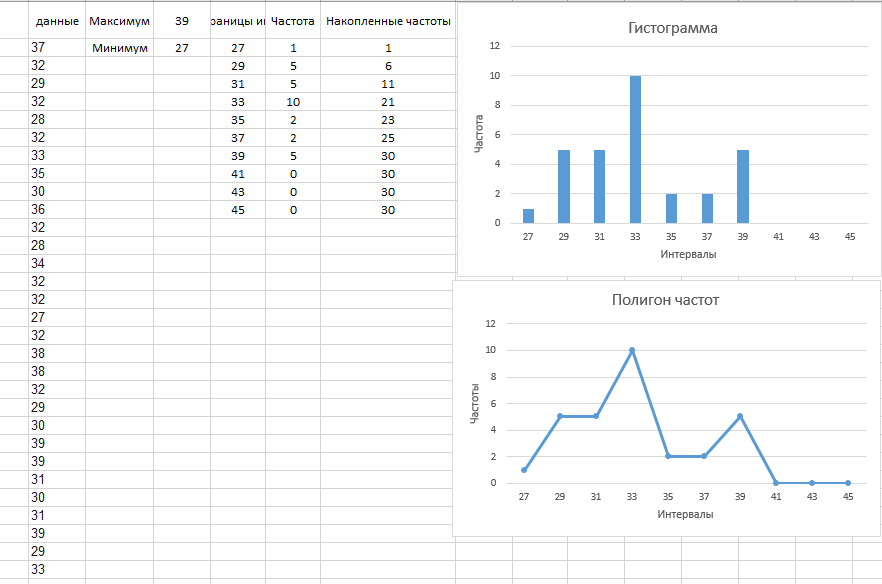 данные Максимум 39 раницы ин Частота Накопленные частоты
37 Минимум 27 27 1 1
32 29 5 6
29 31 5 11
32 33 10 21
28 35 2 23
32 37 2 25
33 39 5 30
35 41 0 30
30 43 0 30
36 45 0 30
32
28
34
32
32
27
32
38
38
32
29
30
39
39
31
30
31
39
29
33
Гистограмма
12
10
8
6
4
2
0
Частота
27 29 31 33 35 37 39 41 43 45
Интервалы
Полигон частот
12
10
8
6
4
2
0
Частоты
27 29 31 33 35 37 39 41 43 45
Интервалы